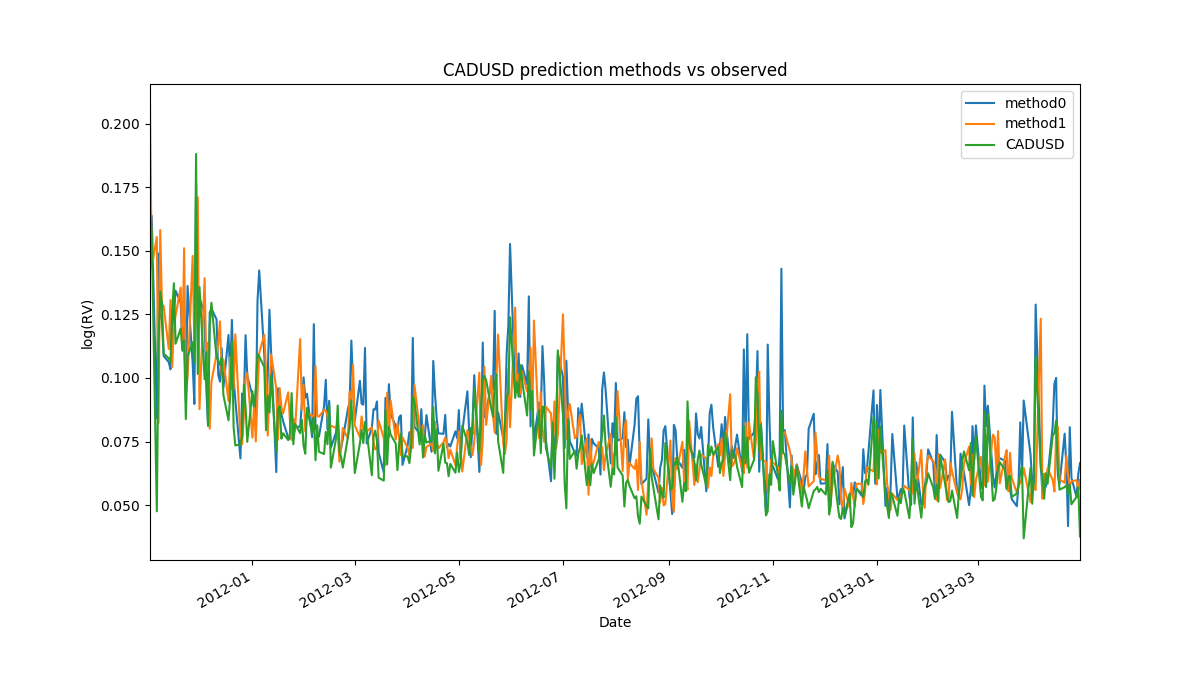 CADUSD prediction methods vs observed
method0
method1
CADUSD
0.200
0.175
0.150
0.125
0.100
0.075
0.050
log(RV)
2012-01
2012-03
2012-05
2012-07
2012-09
2012-11
2013-01
2013-03
Date